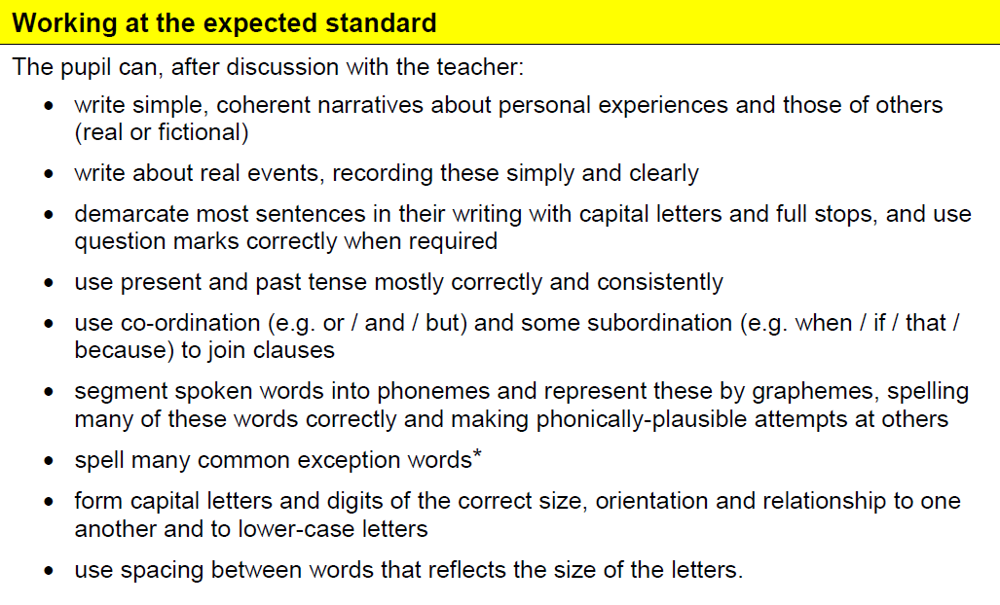 Working at the expected standard
The pupil can, after discussion with the teacher:
• write simple, coherent narratives about personal experiences and those of others
(real or fictional)
• write about real events, recording these simply and clearly
• demarcate most sentences in their writing with capital letters and full stops, and use
question marks correctly when required
• use present and past tense mostly correctly and consistently
• use co-ordination (e.g. or / and / but) and some subordination (e.g. when / if / that /
because) to join clauses
• segment spoken words into phonemes and represent these by graphemes, spelling
many of these words correctly and making phonically-plausible attempts at others
• spell many common exception words*
• form capital letters and digits of the correct size, orientation and relationship to one
another and to lower-case letters
• use spacing between words that reflects the size of the letters.